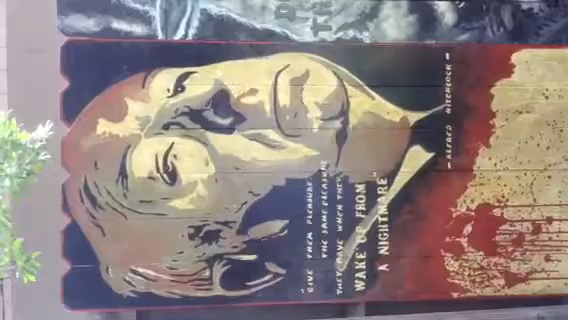 "GIVE THEM PLEASURE.
THE SAME PLEASURE
THEY HAVE WHEN THEY
WAKE UP FROM
A NIGHTMARE"
- ALFRED HITCHCOCK -